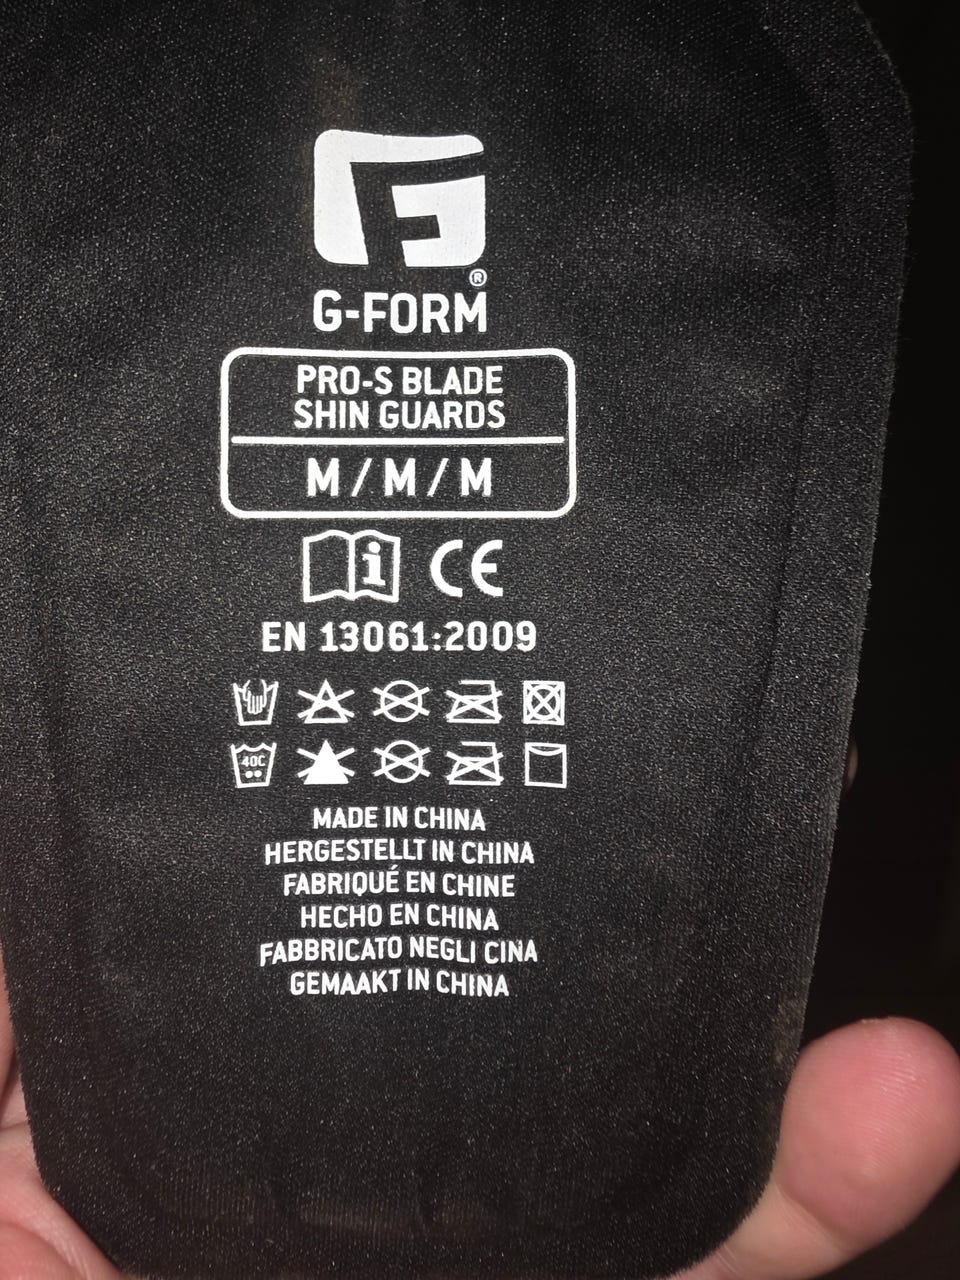 ®
G-FORM
PRO-S BLADE
SHIN GUARDS
M / M / M
i CE
EN 13061:2009
40C
MADE IN CHINA
HERGESTELLT IN CHINA
FABRIQUÉ EN CHINE
HECHO EN CHINA
FABBRICATO NEGLI CINA
GEMAAKT IN CHINA